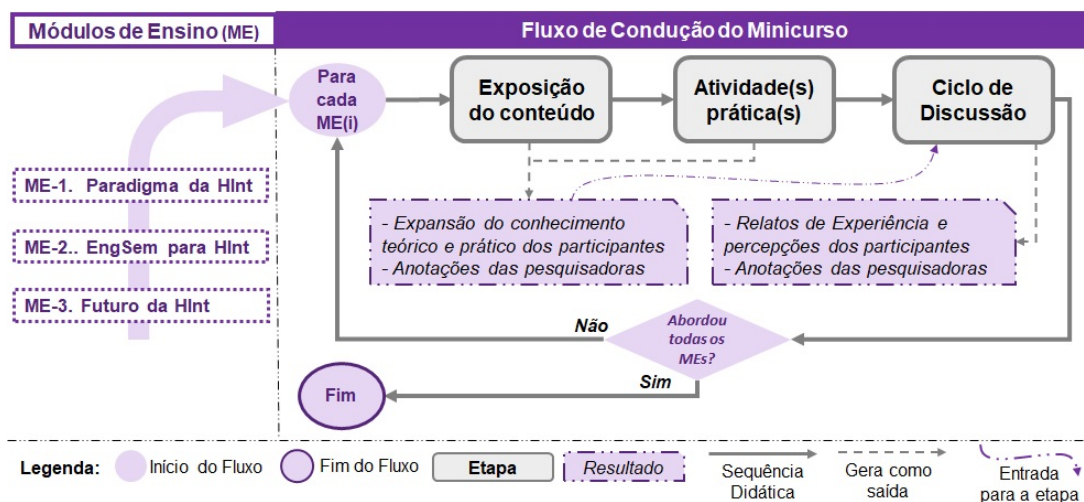 Módulos de Ensino (ME)
Fluxo de Condução do Minicurso
Para
cada
ME(i)
Exposição
do conteúdo
Atividade(s)
prática(s)
Ciclo de
Discussão
ME-1. Paradigma da HInt
ME-2.. EngSem para HInt
ME-3. Futuro da HInt
- Expansão do conhecimento
teórico e prático dos participantes
- Anotações das pesquisadoras
- Relatos de Experiência e
percepções dos participantes
- Anotações das pesquisadoras
Não
Abordou
todas os
MEs?
Sim
Fim
Legenda:
Início do Fluxo
Fim do Fluxo
Etapa
Resultado
Sequência
Didática
Gera como
saída
Entrada
para a etapa